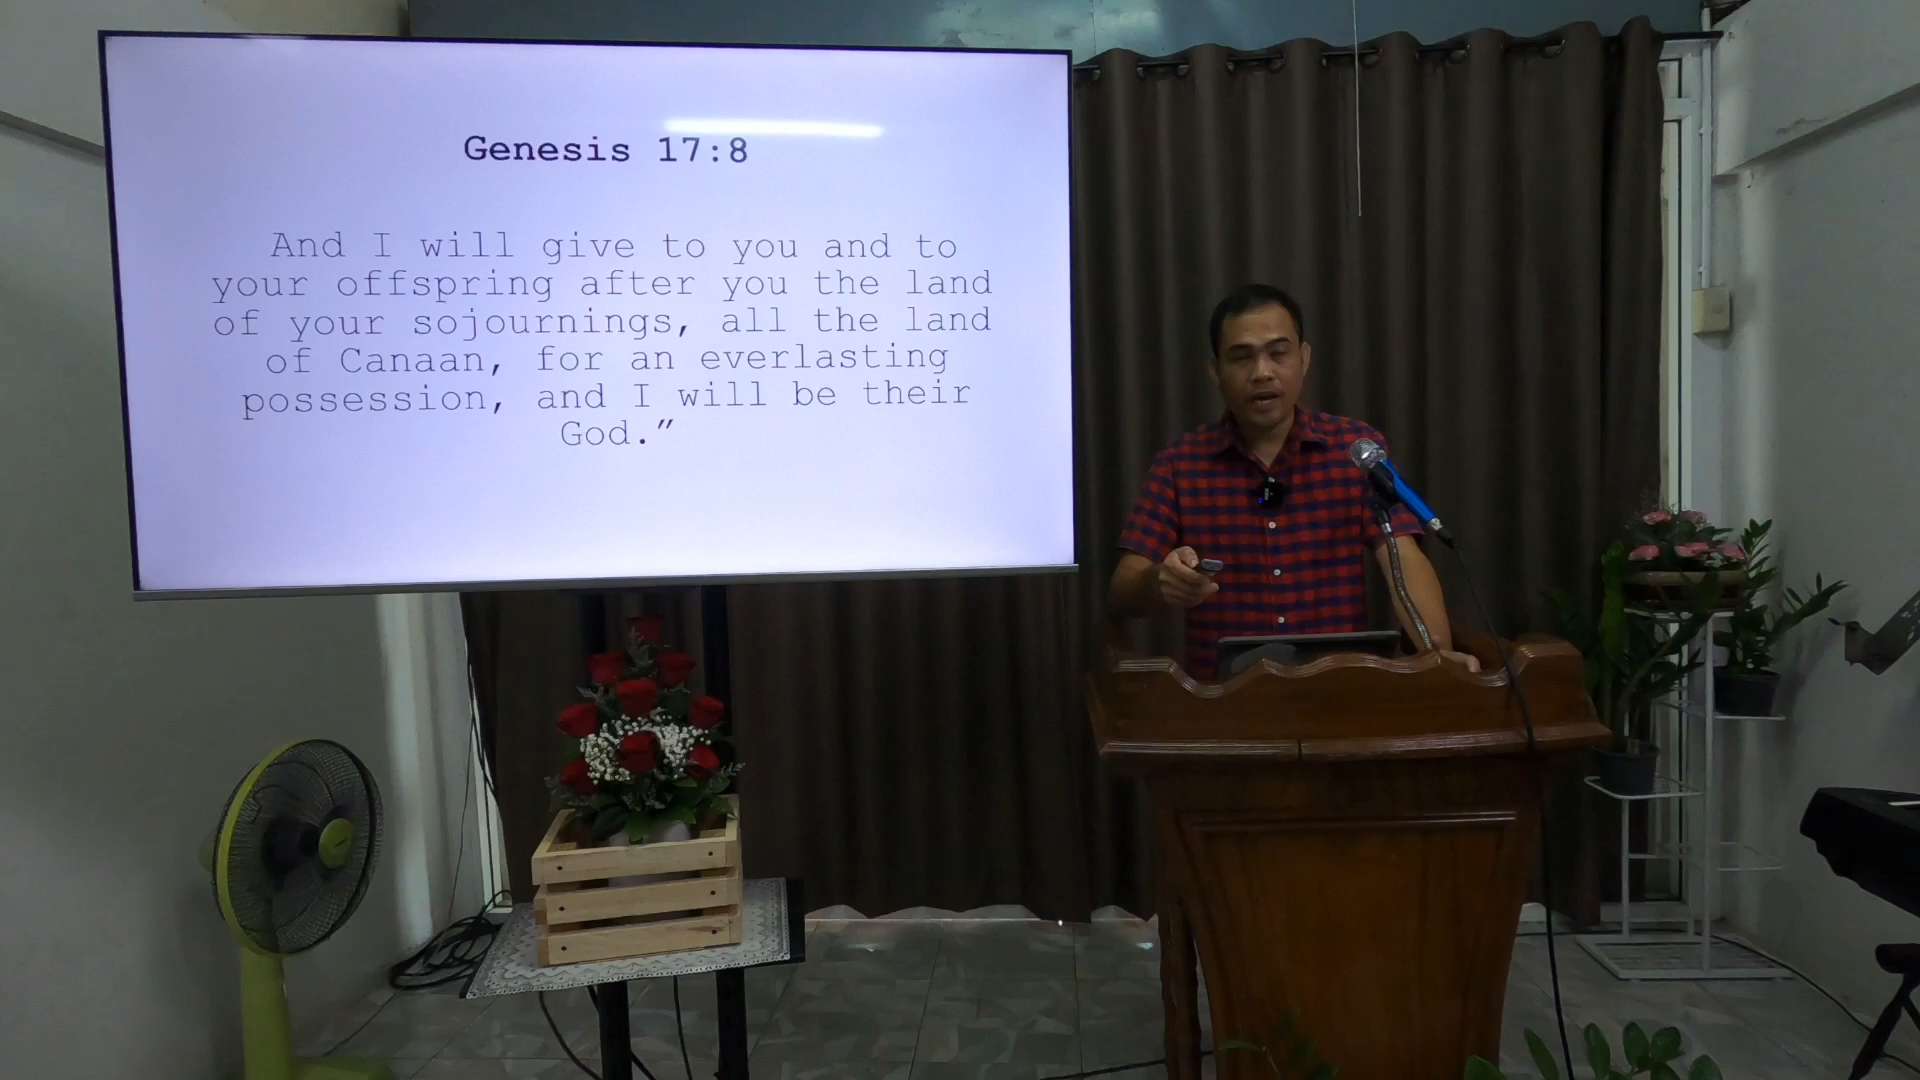 Genesis 17:8
And I will give to you and to
your offspring after you the land
of your sojournings, all the land
of Canaan, for an everlasting
possession, and I will be their
God.”